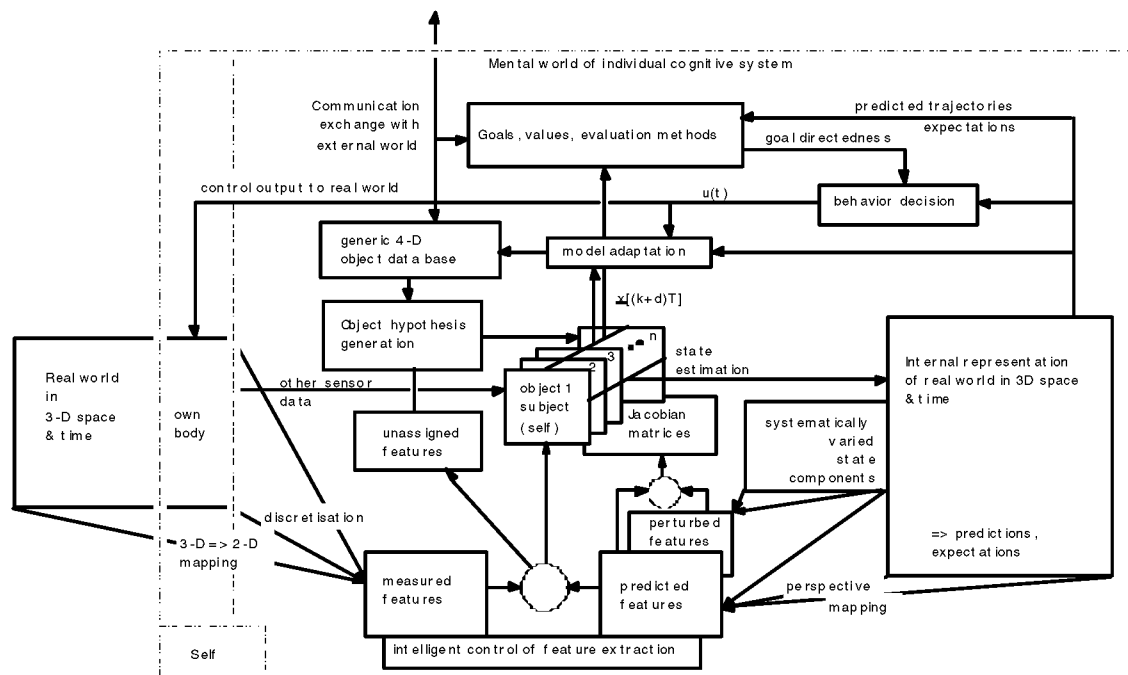 Mental world of individual cognitive system
Communication
exchange with
external world
Goals, values, evaluation methods
predicted trajectories
expectations
goal directedness
control output to real world
u(t)
behavior decision
generic 4-D
object data base
model adaptation
x[(k+d)T]
Object hypothesis
generation
n
3
2
state
estimation
Real world
in
3-D space
& time
own
body
other sensor
data
object 1
subject
(self)
Jacobian
matrices
unassigned
features
Internal representation
of real world in 3D space
& time
systematically
varied
state
components
discretisation
3-D => 2-D
mapping
perturbed
features
=> predictions,
expectations
measured
features
predicted
features
perspective
mapping
intelligent control of feature extraction
Self